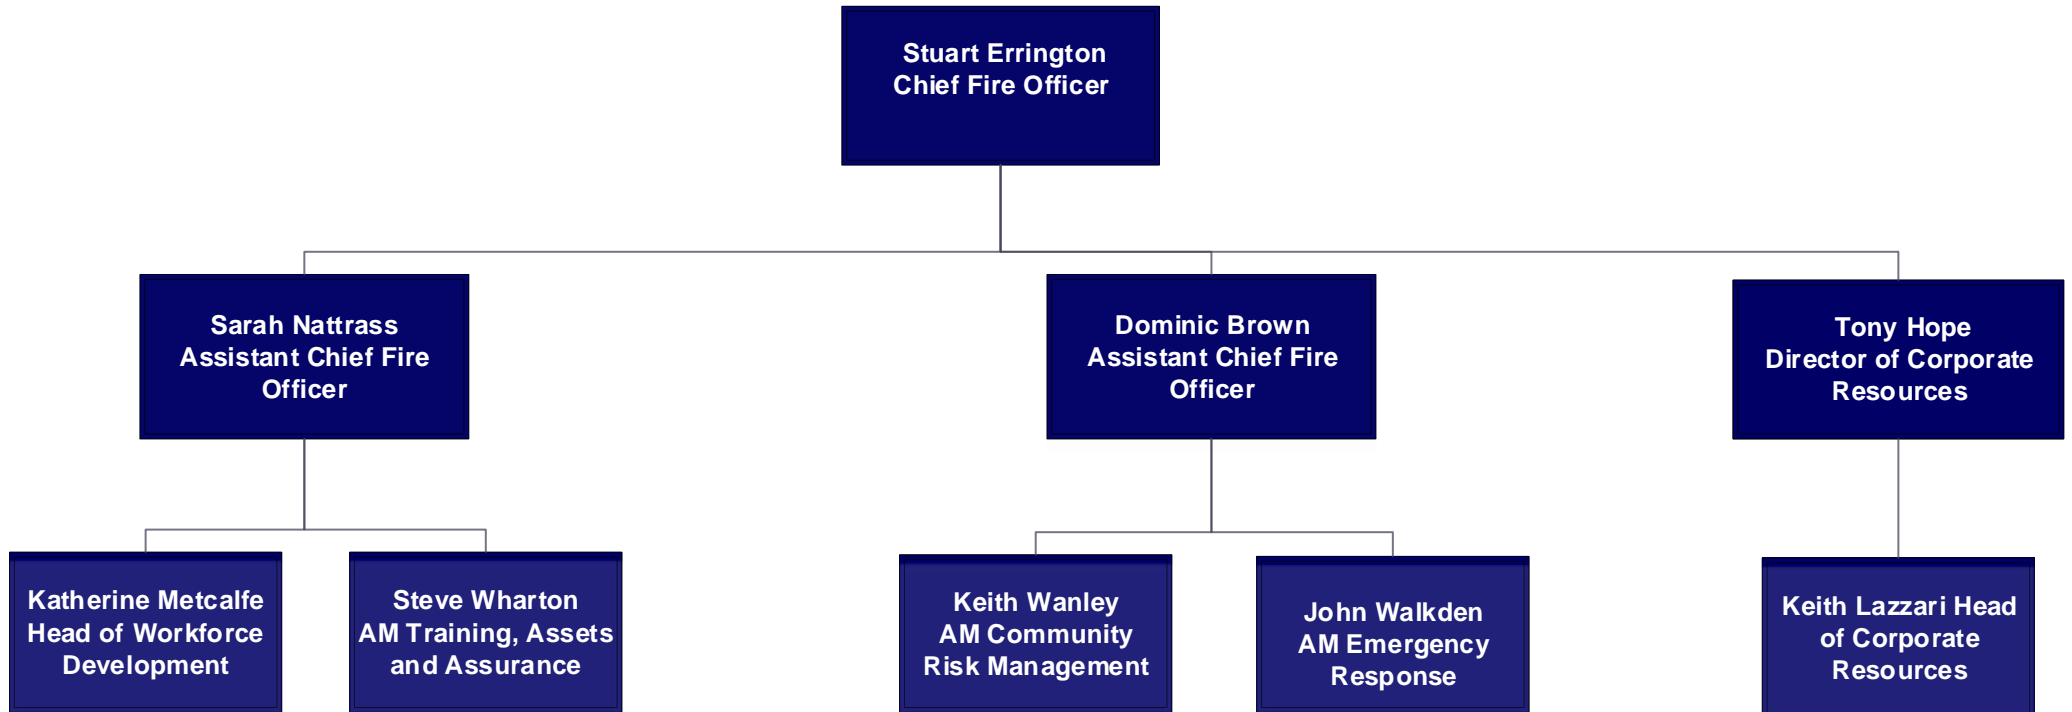 Stuart Errington
Chief Fire Officer
Sarah Nattrass
Assistant Chief Fire
Officer
Dominic Brown
Assistant Chief Fire
Officer
Tony Hope
Director of Corporate
Resources
Katherine Metcalfe
Head of Workforce
Development
Steve Wharton
AM Training, Assets
and Assurance
Keith Wanley
AM Community
Risk Management
John Walkden
AM Emergency
Response
Keith Lazzari Head
of Corporate
Resources